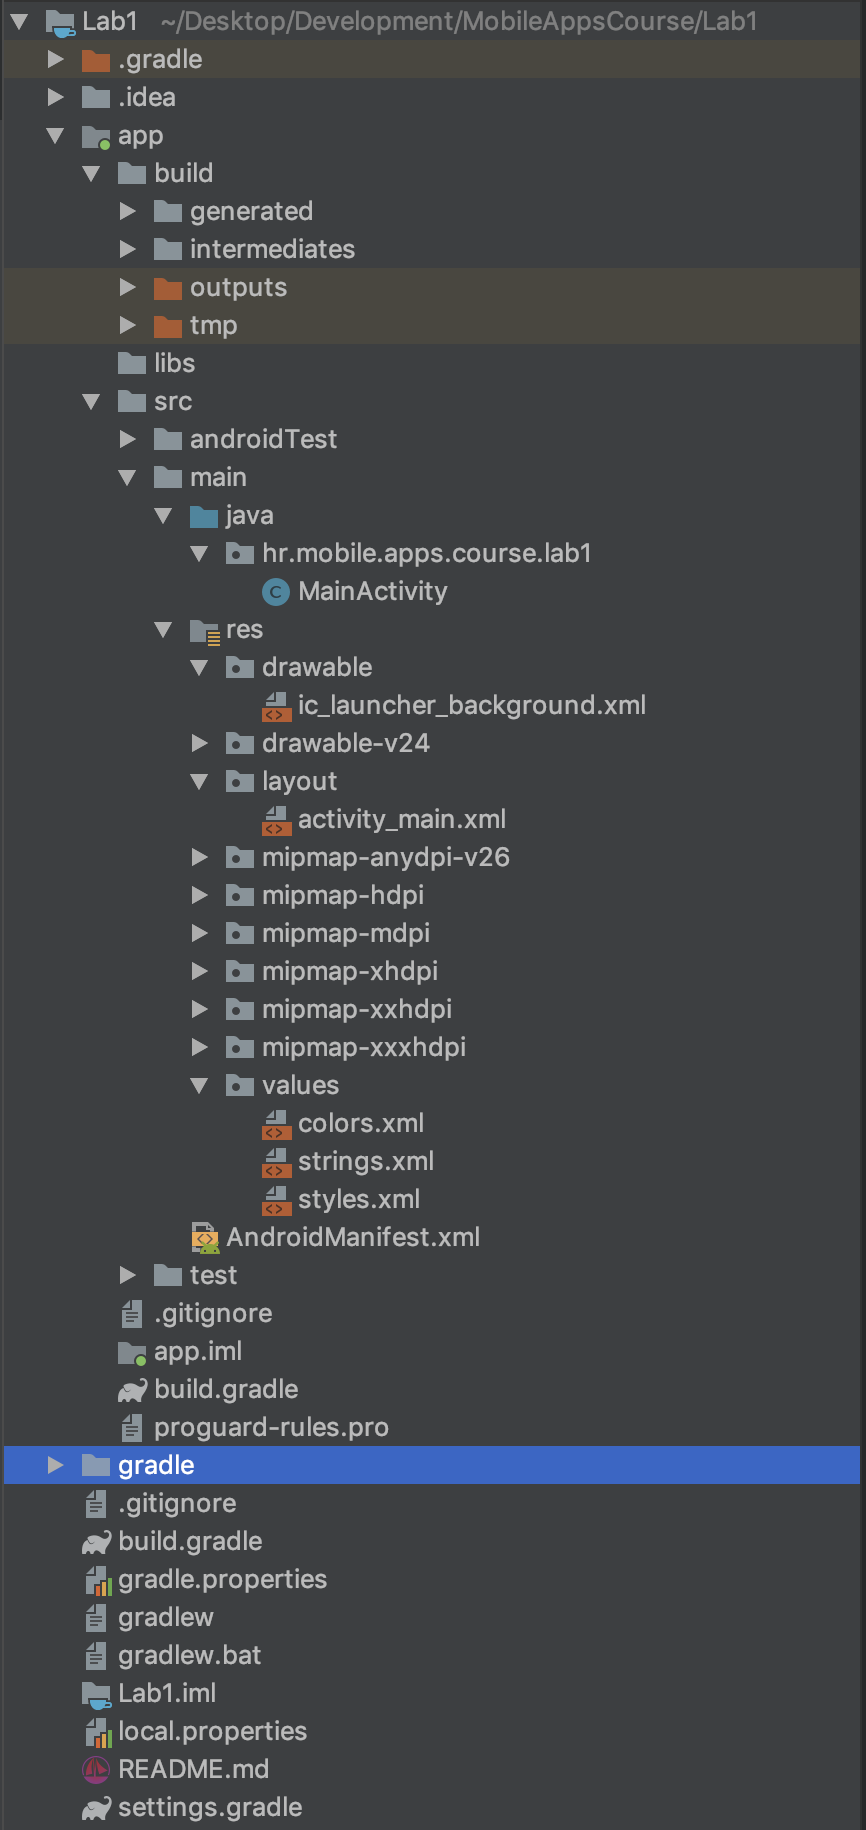 Lab1 ~/Desktop/Development/MobileAppsCourse/Lab1
.gradle
.idea
app
build
generated
intermediates
outputs
tmp
libs
src
androidTest
main
java
hr.mobile.apps.course.lab1
C MainActivity
res
drawable
ic_launcher_background.xml
drawable-v24
layout
activity_main.xml
mipmap-anydpi-v26
mipmap-hdpi
mipmap-mdpi
mipmap-xhdpi
mipmap-xxhdpi
mipmap-xxxhdpi
values
colors.xml
strings.xml
styles.xml
AndroidManifest.xml
test
.gitignore
app.iml
build.gradle
proguard-rules.pro
gradle
.gitignore
build.gradle
gradle.properties
gradlew
gradlew.bat
Lab1.iml
local.properties
README.md
settings.gradle